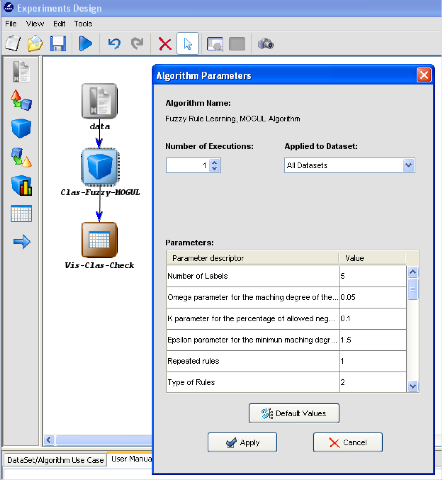 Experiments Design
File View Edit Tools
Algorithm Parameters
Algorithm Name:
Fuzzy Rule Learning, MOGUL Algorithm
Number of Executions:
Applied to Dataset:
1
All Datasets
data
Clas-Fuzzy-MOGUL
Vis-Clas-Check
Parameters:
Parameter descriptor Value
Number of Labels 5
Omega parameter for the maching degree of the... 0.05
K parameter for the percentage of allowed neg... 0.1
Epsilon parameter for the minimun maching degr... 1.5
Repeated rules 1
Type of Rules 2
Default Values
Apply
Cancel
DataSet/Algorithm Use Case
User Manua